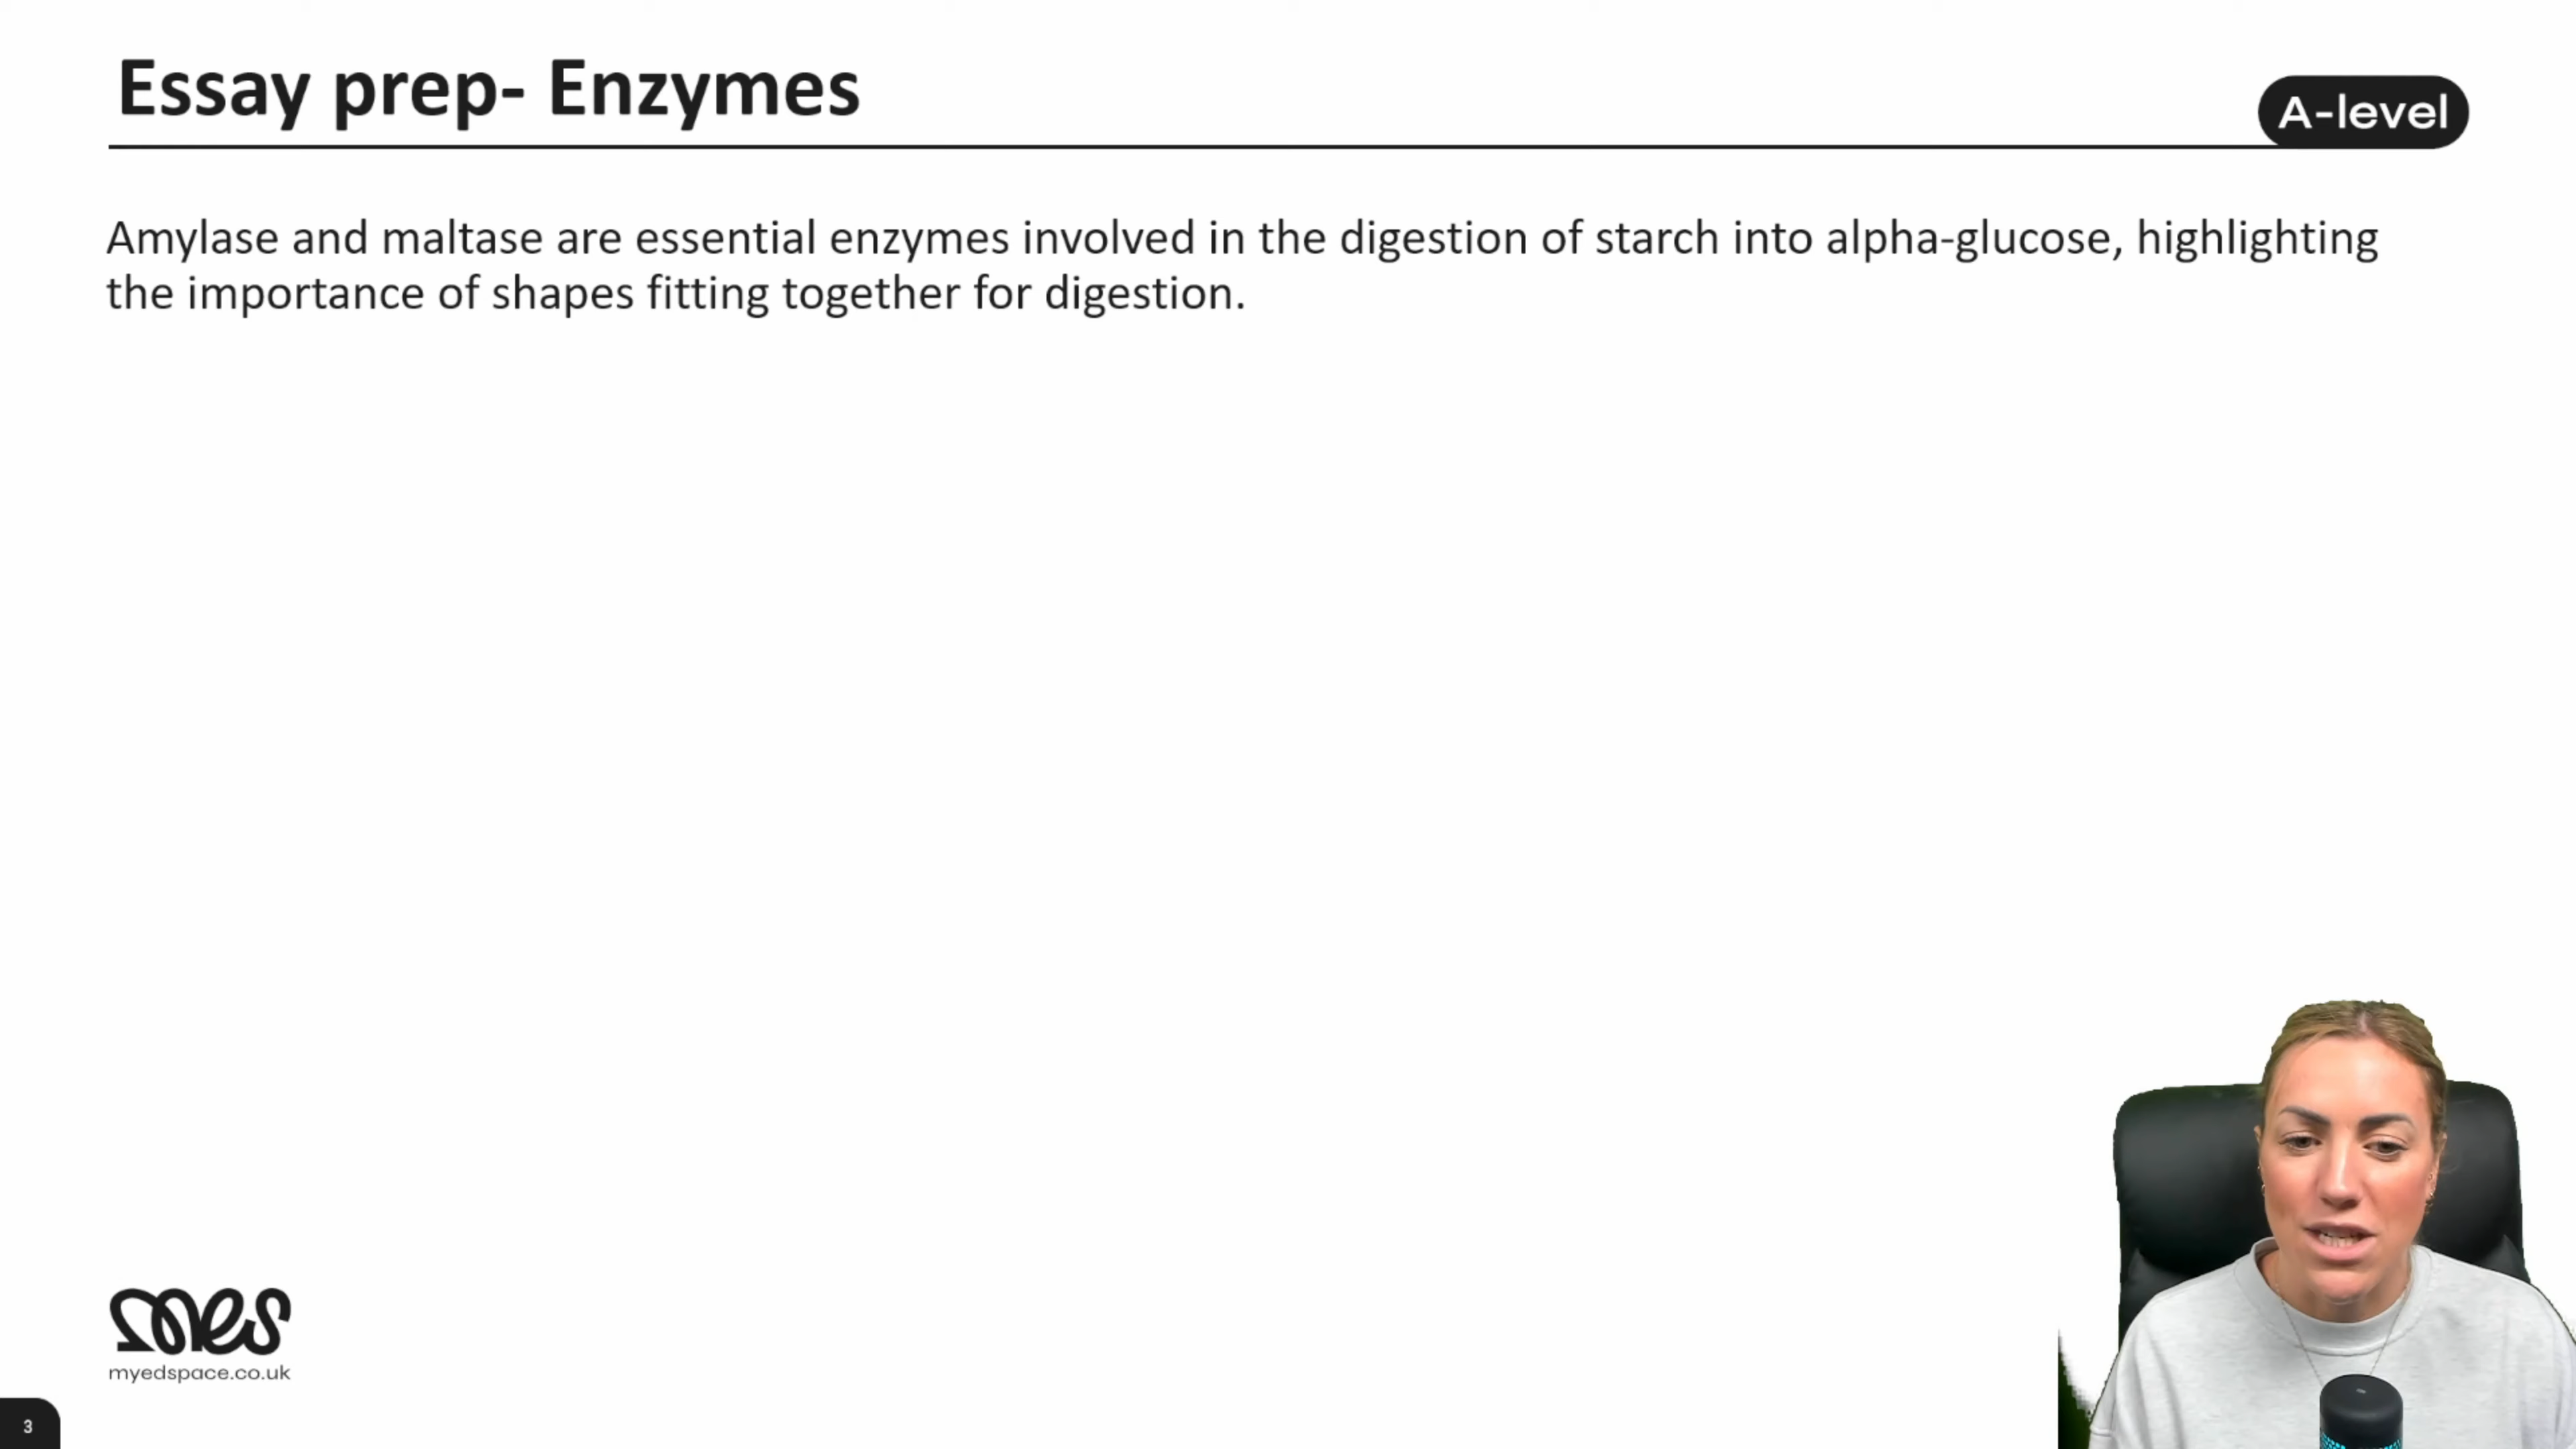 Essay prep- Enzymes
A-level
Amylase and maltase are essential enzymes involved in the digestion of starch into alpha-glucose, highlighting
the importance of shapes fitting together for digestion.
mes
myedspace.co.uk
3